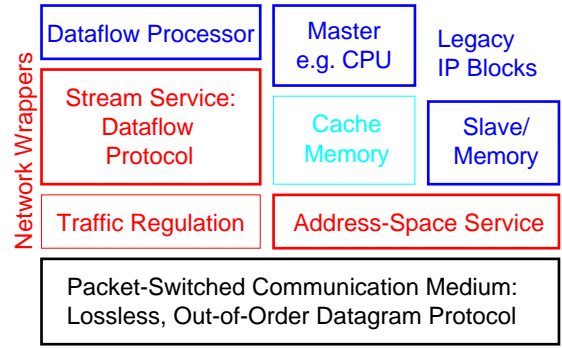 Dataflow Processor
Master
e.g. CPU
Legacy
IP Blocks
Network Wrappers
Stream Service:
Dataflow
Protocol
Cache
Memory
Slave/
Memory
Traffic Regulation
Address-Space Service
Packet-Switched Communication Medium:
Lossless, Out-of-Order Datagram Protocol